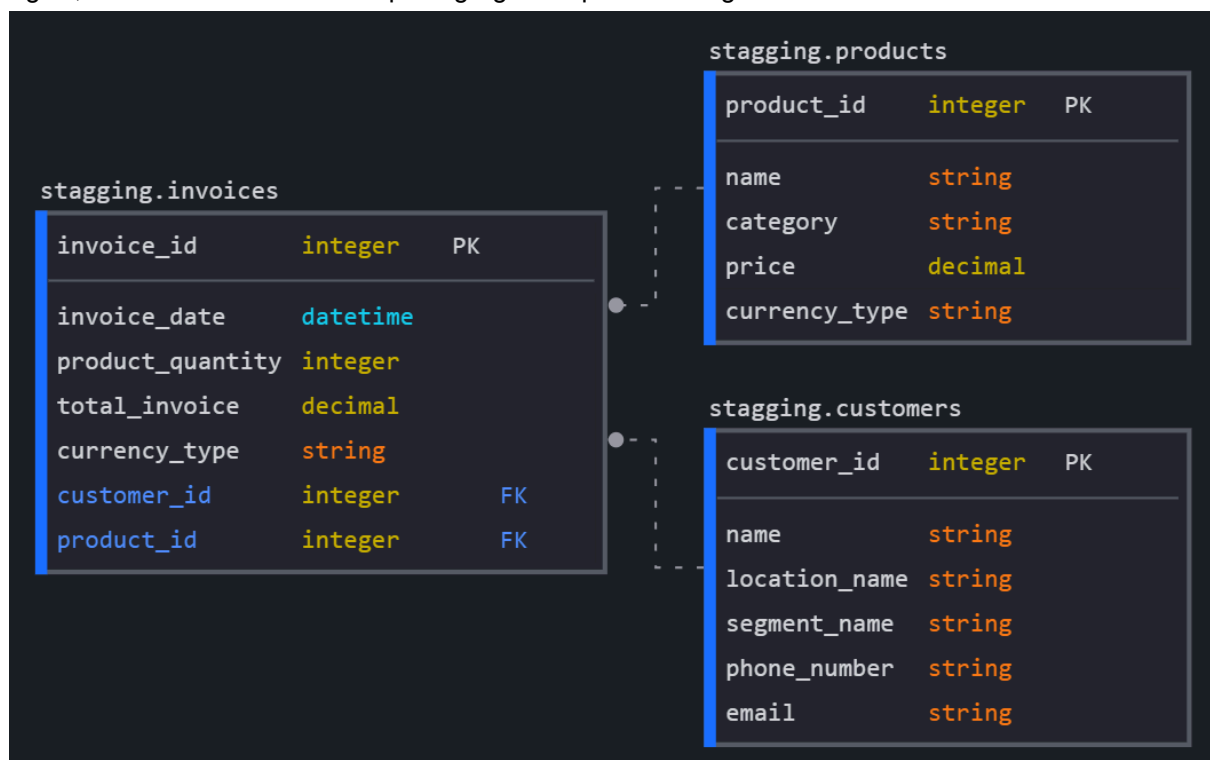 stagging.invoices
invoice_id integer PK
invoice_date datetime
product_quantity integer
total_invoice decimal
currency_type string
customer_id integer FK
product_id integer FK
stagging.products
product_id integer PK
name string
category string
price decimal
currency_type string
stagging.customers
customer_id integer PK
name string
location_name string
segment_name string
phone_number string
email string